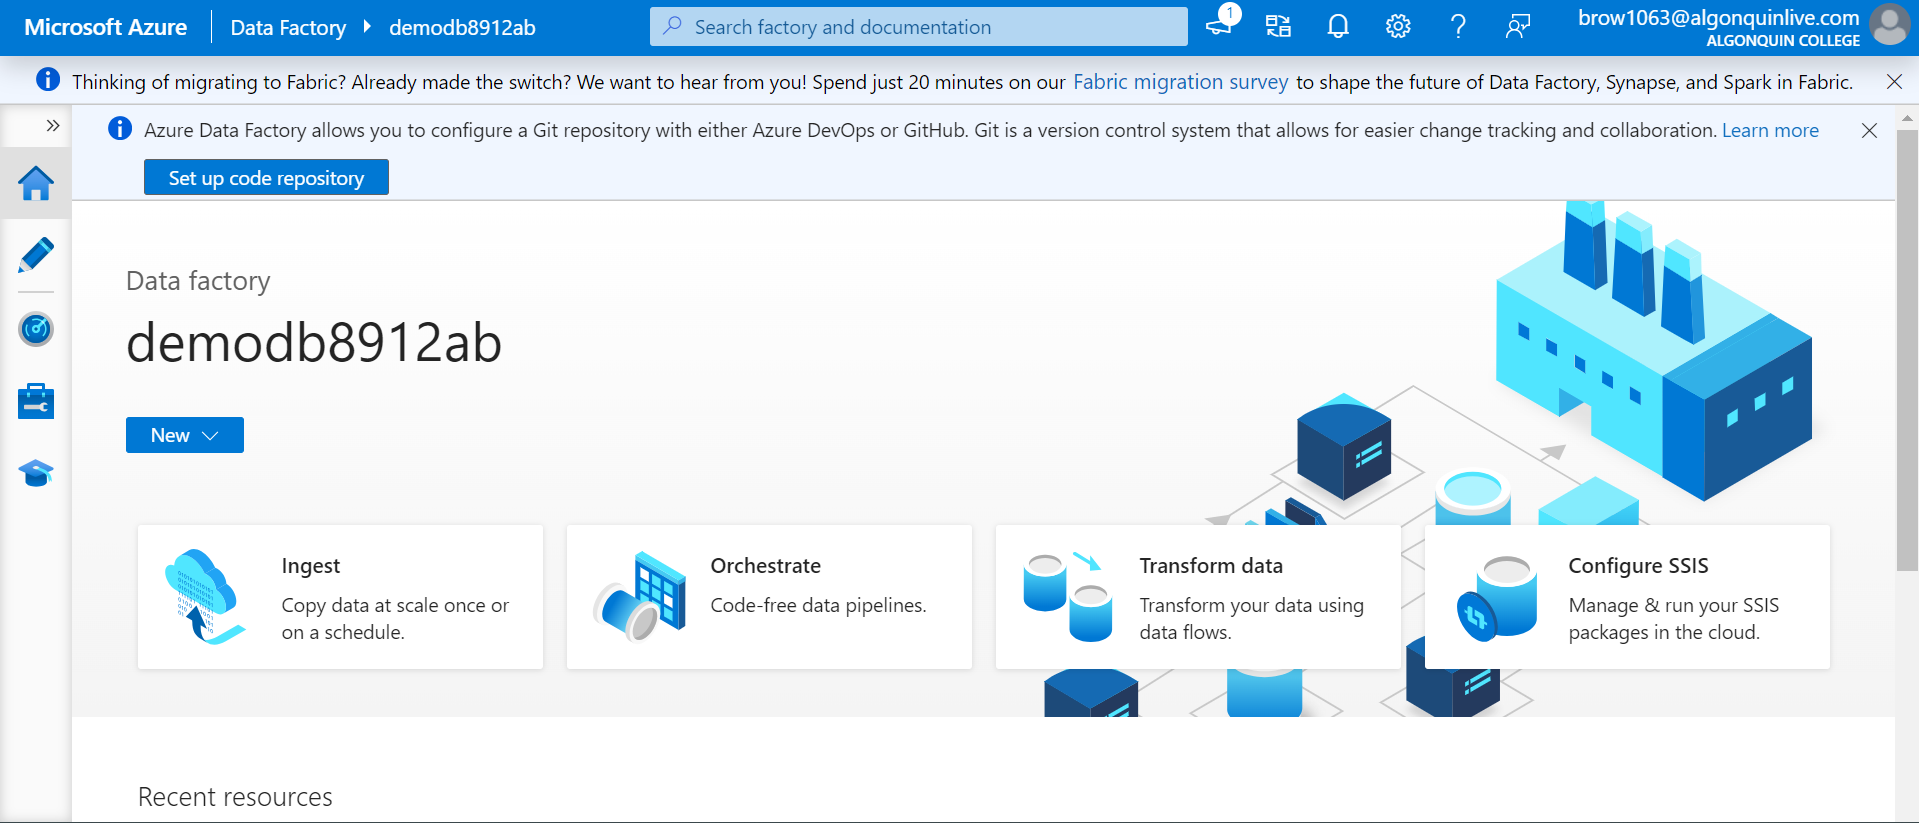 Microsoft Azure Data Factory demodb8912ab Search factory and documentation 1 brow1063@algonquinlive.com
ALGONQUIN COLLEGE
Thinking of migrating to Fabric? Already made the switch? We want to hear from you! Spend just 20 minutes on our Fabric migration survey to shape the future of Data Factory, Synapse, and Spark in Fabric.
Azure Data Factory allows you to configure a Git repository with either Azure DevOps or GitHub. Git is a version control system that allows for easier change tracking and collaboration. Learn more
Set up code repository
Data factory
demodb8912ab
New
Ingest
Copy data at scale once or
on a schedule.
Orchestrate
Code-free data pipelines.
Transform data
Transform your data using
data flows.
Configure SSIS
Manage & run your SSIS
packages in the cloud.
Recent resources